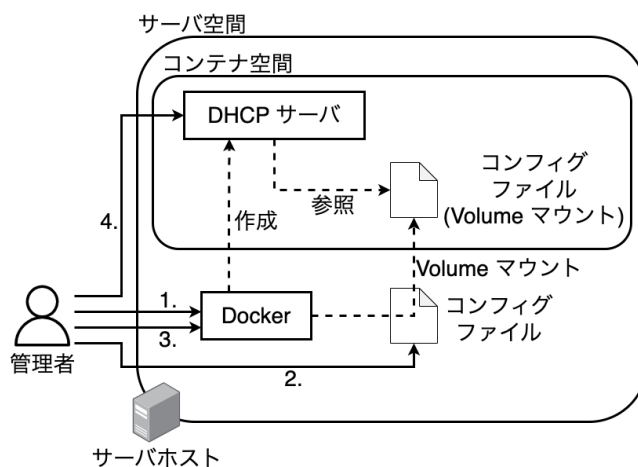 サーバ空間
コンテナ空間
DHCP サーバ
コンフィグ
ファイル
(Volume マウント)
作成
参照
4.
Volume マウント
1.
Docker
コンフィグ
ファイル
3.
管理者
2.
サーバホスト